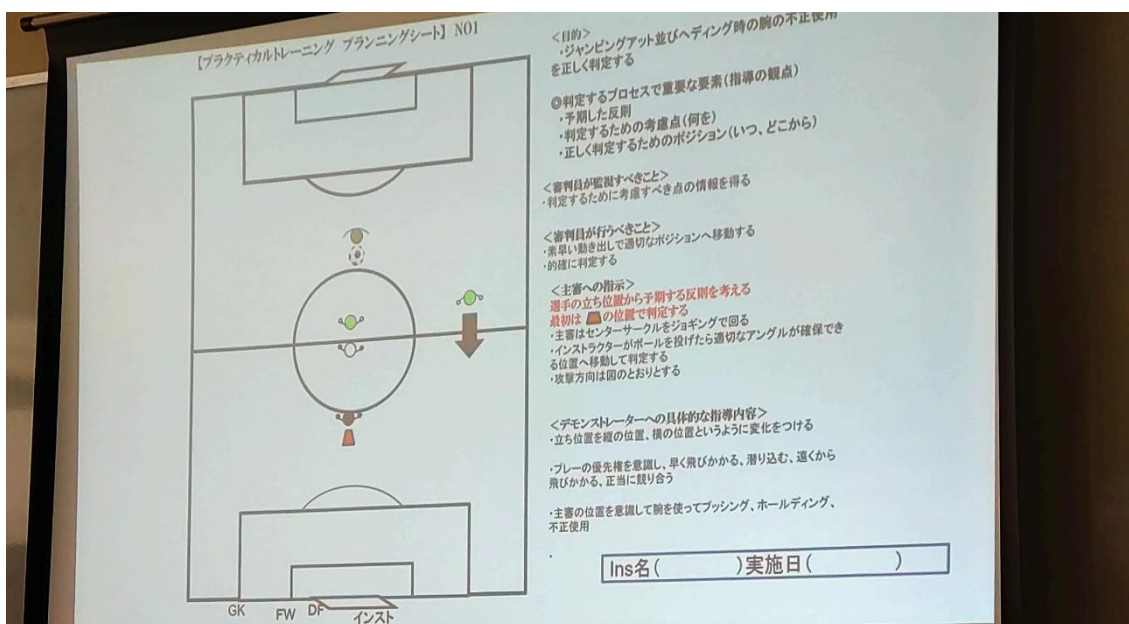 【プラクティカルトレーニング プランニングシート】 NO1
<目的>
・ジャンピングアット並びヘディング時の腕の不正使用
を正しく判定する
◎判定するプロセスで重要な要素(指導の観点)
・予期した反則
・判定するための考慮点(何を)
・正しく判定するためのポジション(いつ、どこから)
<審判員が監視すべきこと>
・判定するために考慮すべき点の情報を得る
<審判員が行うべきこと>
・素早い動き出しで適切なポジションへ移動する
・的確に判定する
<主審への指示>
選手の立ち位置から予期する反則を考える
最初は の位置で判定する
・主審はセンターサークルをジョギングで回る
・インストラクターがボールを投げたら適切なアングルが確保でき
る位置へ移動して判定する
・攻撃方向は図のとおりとする
<デモンストレーターへの具体的な指導内容>
・立ち位置を縦の位置、横の位置というように変化をつける
・プレーの優先権を意識し、早く飛びかかる、潜り込む、遠くから
飛びかかる、正当に競り合う
・主審の位置を意識して腕を使ってプッシング、ホールディング、
不正使用
・
Ins名( )実施日( )
GK FW DF インスト